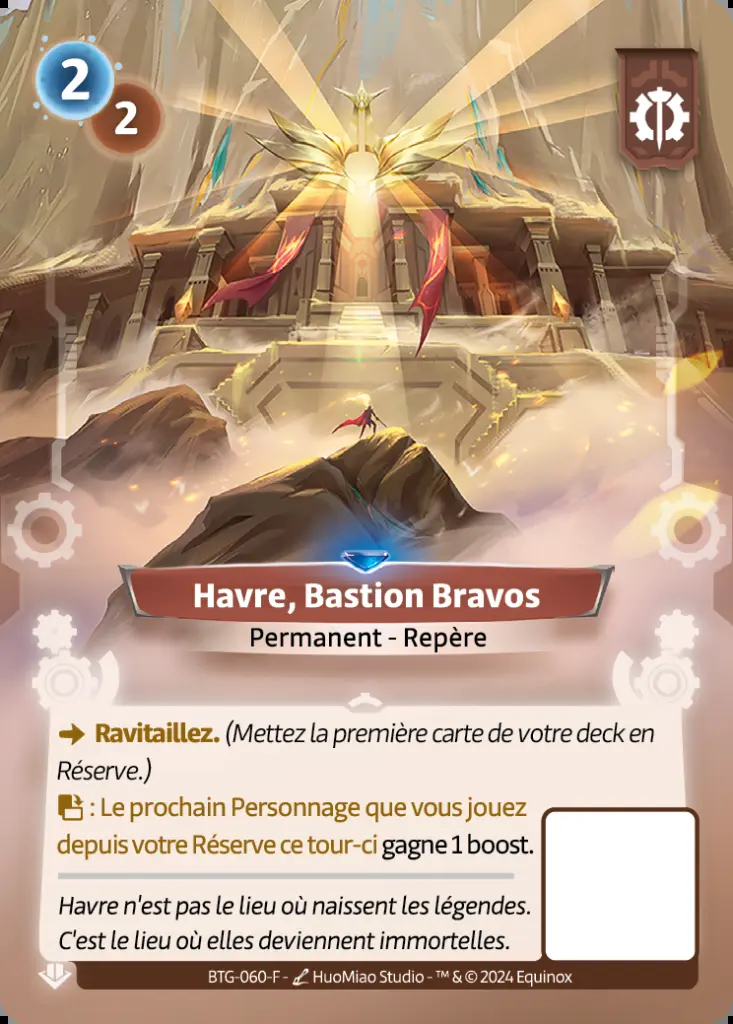 2
2
Havre, Bastion Bravos
Permanent - Repère
Ravitaillez. (Mettez la première carte de votre deck en
Réserve.)
: Le prochain Personnage que vous jouez
depuis votre Réserve ce tour-ci gagne 1 boost.
Havre n'est pas le lieu où naissent les légendes.
C'est le lieu où elles deviennent immortelles.
BTG-060-F - HuoMiao Studio - ™ & © 2024 Equinox